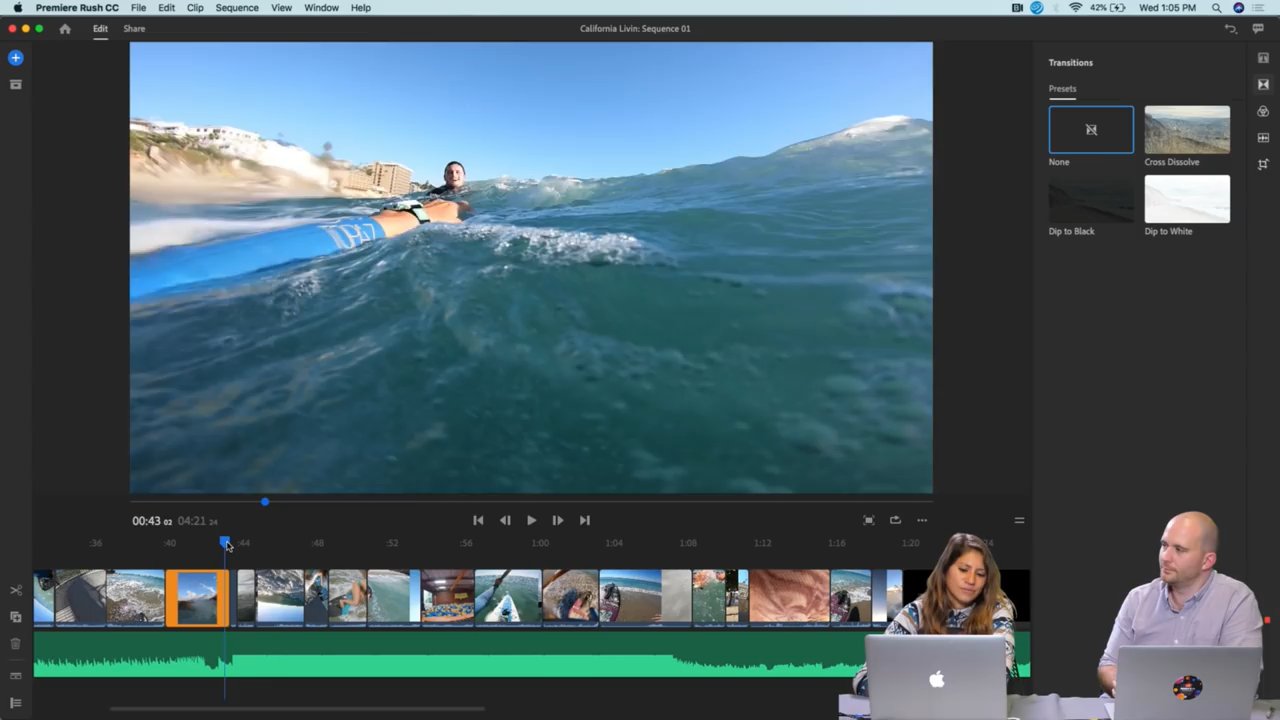 Premiere Rush CC File Edit Clip Sequence View Window Help 42% Wed 1:05 PM
Edit Share California Livin: Sequence 01
Transitions
Presets
None Cross Dissolve
Dip to Black Dip to White
00:43 02 04:21 24
:36 :40 :44 :48 :52 :56 1:00 1:04 1:08 1:12 1:16 1:20 :24